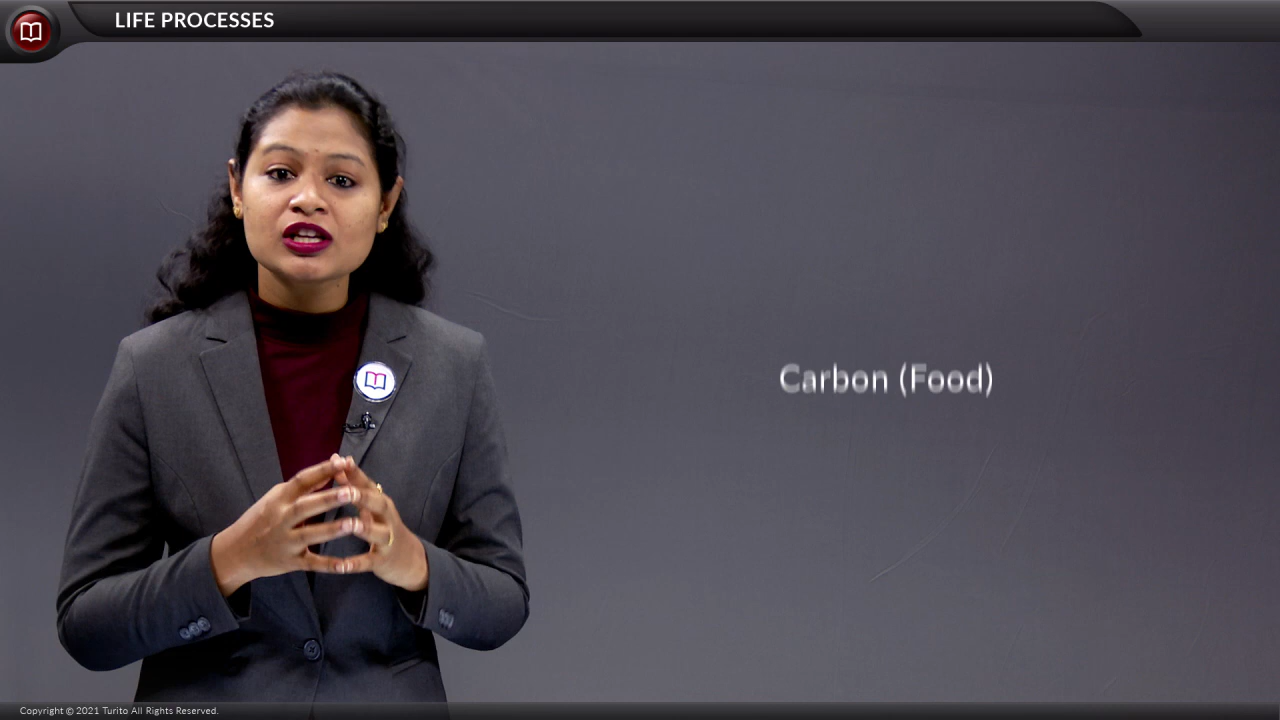 LIFE PROCESSES
Carbon (Food)
Copyright © 2021 Turito All Rights Reserved.